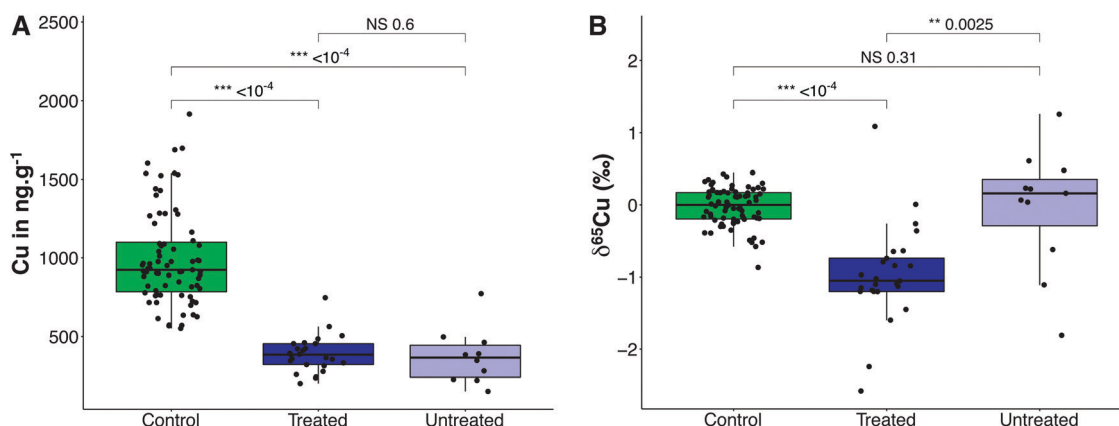 A
Cu in ng.g-1
2500
2000
1500
1000
500
NS 0.6
*** <10-4
*** <10-4
Control
Treated
Untreated
B
δ65Cu (‰)
2
1
0
−1
−2
** 0.0025
NS 0.31
*** <10-4
Control
Treated
Untreated